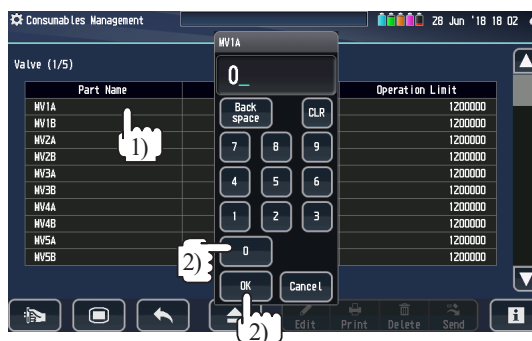 Consumables Management
28 Jun '18 18 02
MV1A
Valve (1/5)
0_
Part Name
Operation Limit
MV1A 1200000
MV1B 1200000
MV2A 1200000
MV2B 1200000
MV3A 1200000
MV3B 1200000
MV4A 1200000
MV4B 1200000
MV5A 1200000
MV5B 1200000
Back space
CLR
7 8 9
4 5 6
1 2 3
0
OK Cancel
1)
2)
2)
Edit Print Delete Send
i